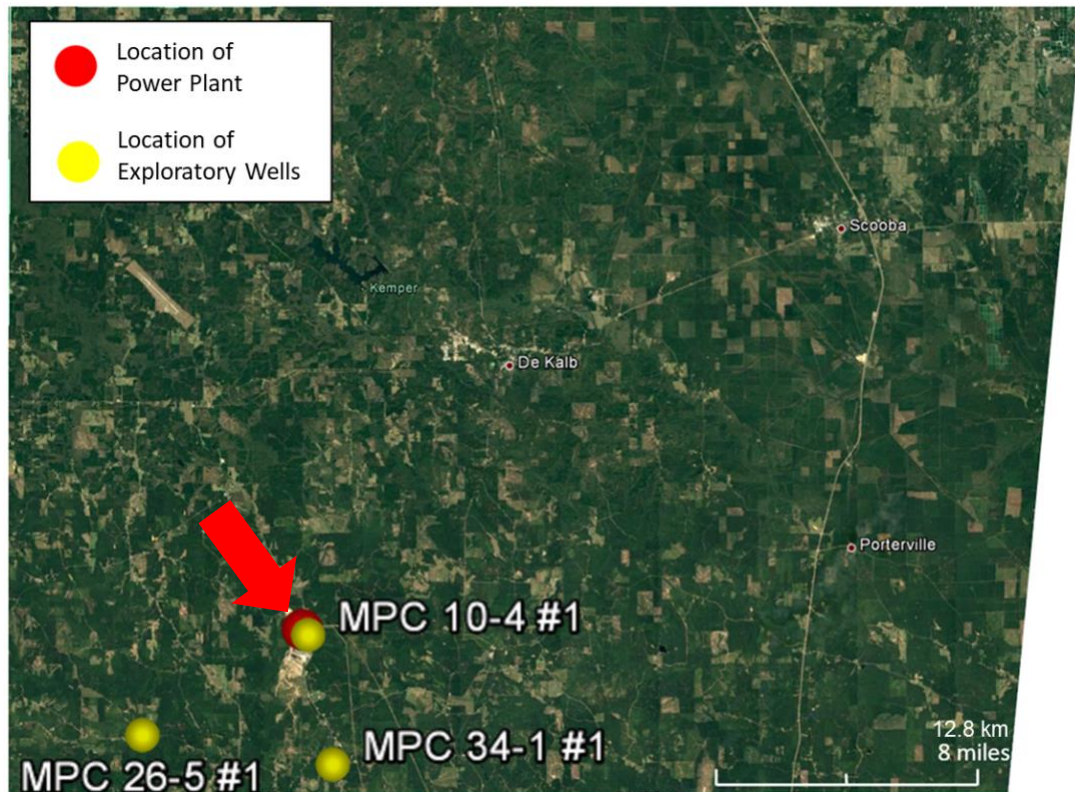 Location of
Power Plant
Location of
Exploratory Wells
Scooba
Kemper
De Kalb
Porterville
MPC 10-4 #1
MPC 34-1 #1
MPC 26-5 #1
12.8 km
8 miles